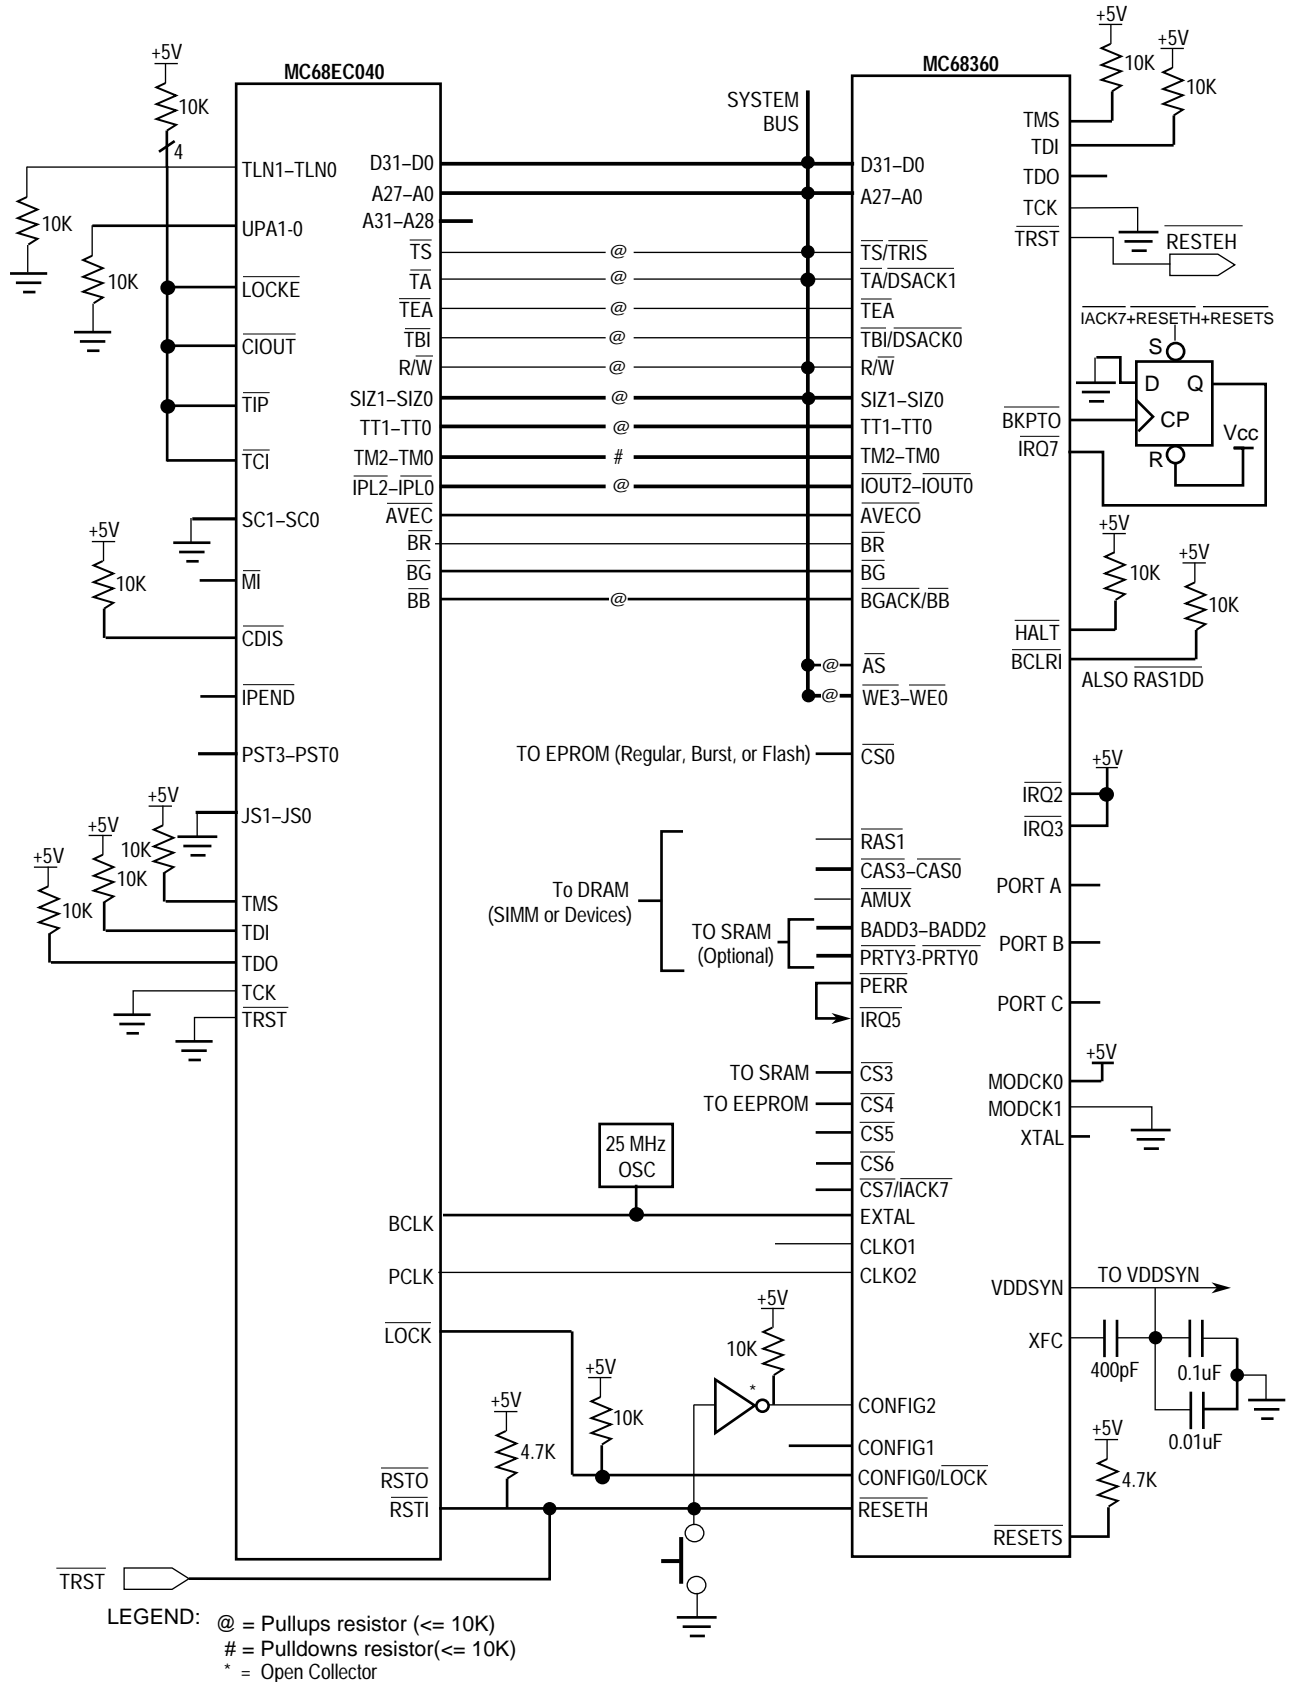 MC68EC040
MC68360
+5V
10K
4
TLN1–TLN0
10K
UPA1-0
10K
LOCKE
CIOUT
TIP
TCI
SC1–SC0
+5V
10K
MI
CDIS
IPEND
PST3–PST0
JS1–JS0
+5V
+5V
+5V
10K
10K
10K
TMS
TDI
TDO
TCK
TRST
D31–D0
A27–A0
A31–A28
TS
TA
TEA
TBI
R/W
SIZ1–SIZ0
TT1–TT0
TM2–TM0
IPL2–IPL0
AVEC
BR
BG
BB
BCLK
PCLK
LOCK
RSTO
RSTI
SYSTEM
BUS
@
@
@
@
@
@
@
#
@
@
@
@
TO EPROM (Regular, Burst, or Flash)
To DRAM
(SIMM or Devices)
TO SRAM
(Optional)
TO SRAM
TO EEPROM
25 MHz
OSC
+5V
10K
*
+5V
10K
+5V
4.7K
D31–D0
A27–A0
TS/TRIS
TA/DSACK1
TEA
TBI/DSACK0
R/W
SIZ1–SIZ0
TT1–TT0
TM2–TM0
IOUT2–IOUT0
AVECO
BR
BG
BGACK/BB
AS
WE3–WE0
CS0
RAS1
CAS3–CAS0
AMUX
BADD3–BADD2
PRTY3-PRTY0
PERR
IRQ5
CS3
CS4
CS5
CS6
CS7/IACK7
EXTAL
CLKO1
CLKO2
CONFIG2
CONFIG1
CONFIG0/LOCK
RESETH
+5V
10K
+5V
10K
TMS
TDI
TDO
TCK
TRST
RESTEH
IACK7+RESETH+RESETS
S
D Q
CP
R
Vcc
BKPTO
IRQ7
+5V
10K
+5V
10K
HALT
BCLRI
ALSO RAS1DD
+5V
IRQ2
IRQ3
PORT A
PORT B
PORT C
+5V
MODCK0
MODCK1
XTAL
VDDSYN
TO VDDSYN
XFC
400pF
0.1uF
0.01uF
+5V
4.7K
RESETS
TRST
LEGEND:
@ = Pullups resistor (<= 10K)
# = Pulldowns resistor(<= 10K)
* = Open Collector